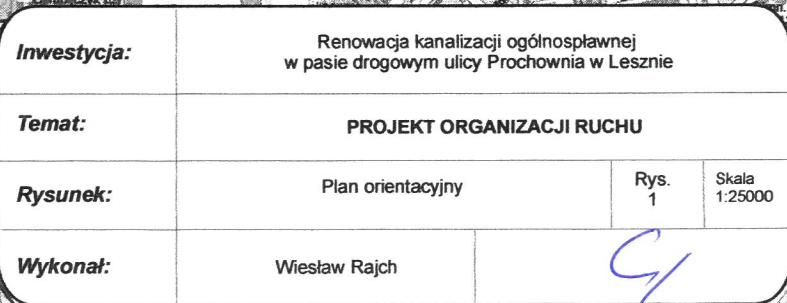 Inwestycja:
Renowacja kanalizacji ogólnospławnej
w pasie drogowym ulicy Prochownia w Lesznie
Temat:
PROJEKT ORGANIZACJI RUCHU
Rysunek:
Plan orientacyjny
Rys.
1
Skala
1:25000
Wykonał:
Wiesław Rajch